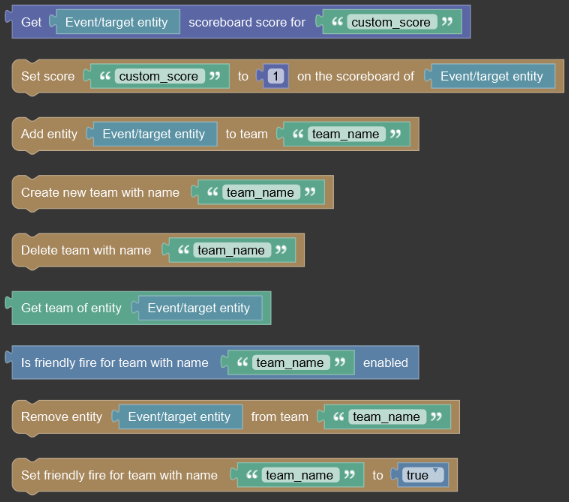 Get Event/target entity scoreboard score for “ custom_score ”
Set score “ custom_score ” to 1 on the scoreboard of Event/target entity
Add entity Event/target entity to team “ team_name ”
Create new team with name “ team_name ”
Delete team with name “ team_name ”
Get team of entity Event/target entity
Is friendly fire for team with name “ team_name ” enabled
Remove entity Event/target entity from team “ team_name ”
Set friendly fire for team with name “ team_name ” to true